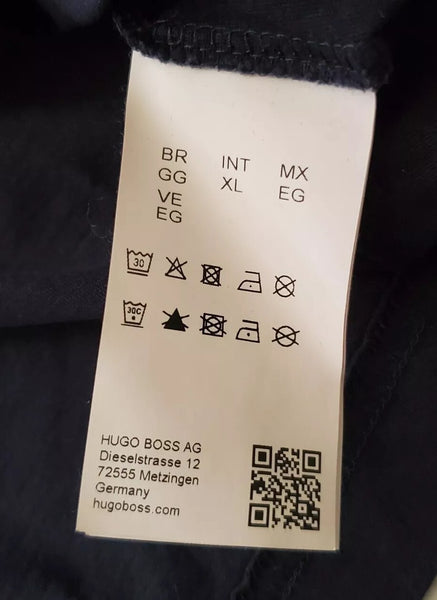 BR
GG
VE
EG
INT
XL
MX
EG
30
30C
HUGO BOSS AG
Dieselstrasse 12
72555 Metzingen
Germany
hugoboss.com